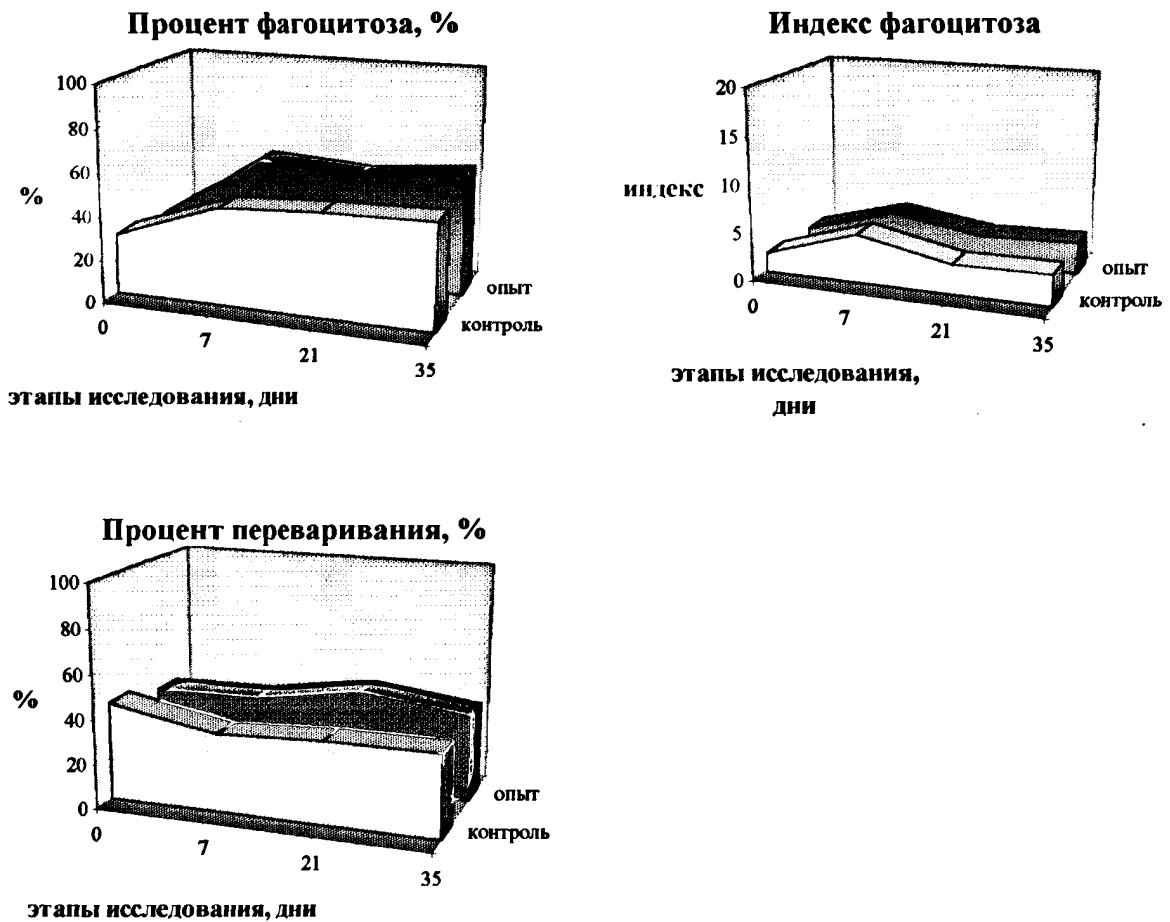 Процент фагоцитоза, %
100
80
60
40
20
0
%
0
7
21
35
опыт
контроль
этапы исследования, дни
Индекс фагоцитоза
20
15
10
5
0
индекс
0
7
21
35
опыт
контроль
этапы исследования,
дни
Процент переваривания, %
100
80
60
40
20
0
%
0
7
21
35
опыт
контроль
этапы исследования, дни